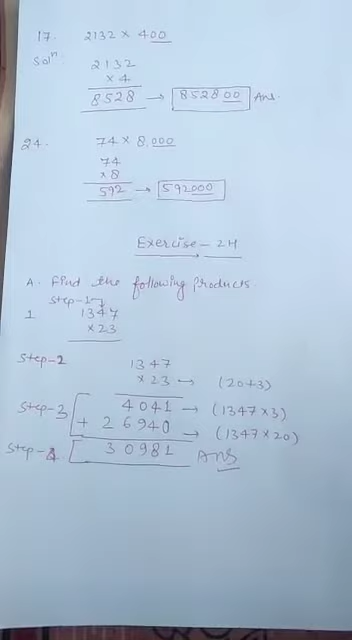 17. 2132 × 400
Soln 2132
× 4
8528 → 852800 Ans.
24. 74 × 8,000
74
×8
592 → 592000
Exercise - 2H
A. Find the following products.
Step-1
1 1347
×23
Step-2 1347
×23 → (20+3)
Step-3 4041 → (1347×3)
+ 26940 → (1347×20)
Step-4 30981 Ans